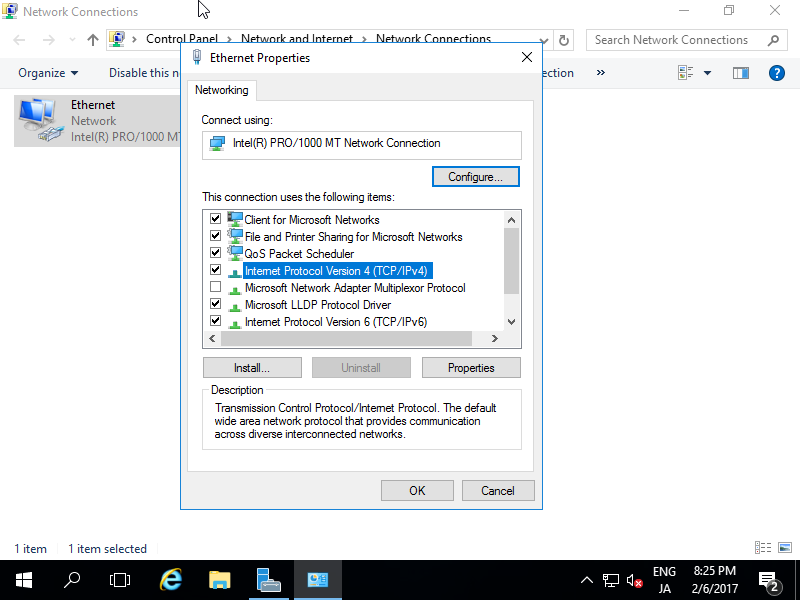 Network Connections
Control Panel > Network and Internet > Network Connections
Search Network Connections
Organize
Disable this n
ection
»
Ethernet
Network
Intel(R) PRO/1000 MT
Ethernet Properties
Networking
Connect using:
Intel(R) PRO/1000 MT Network Connection
Configure...
This connection uses the following items:
Client for Microsoft Networks
File and Printer Sharing for Microsoft Networks
QoS Packet Scheduler
Internet Protocol Version 4 (TCP/IPv4)
Microsoft Network Adapter Multiplexor Protocol
Microsoft LLDP Protocol Driver
Internet Protocol Version 6 (TCP/IPv6)
Install...
Uninstall
Properties
Description
Transmission Control Protocol/Internet Protocol. The default
wide area network protocol that provides communication
across diverse interconnected networks.
OK
Cancel
1 item
1 item selected
ENG
JA
8:25 PM
2/6/2017
2